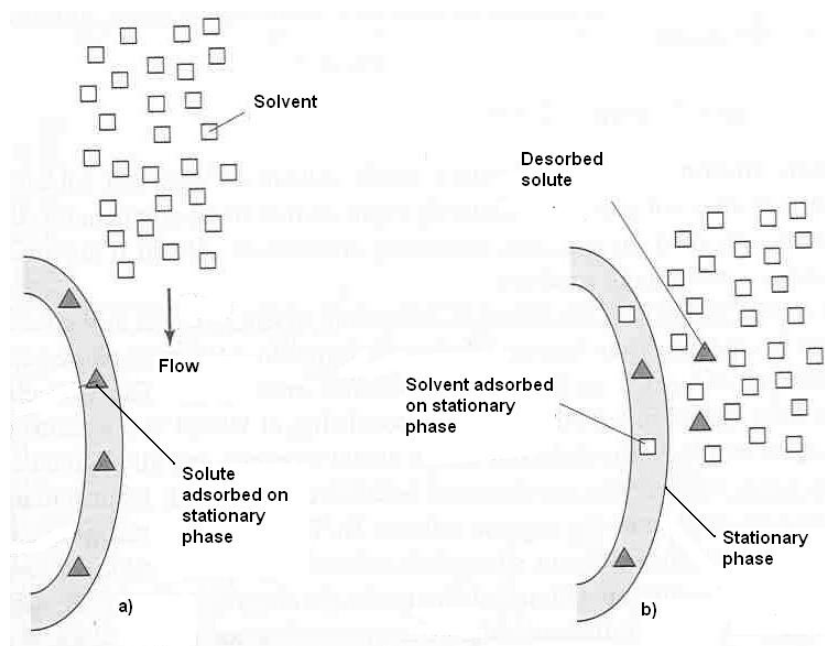 Solvent
Flow
Solute
adsorbed on
stationary
phase
a)
Desorbed
solute
Solvent adsorbed
on stationary
phase
Stationary
phase
b)